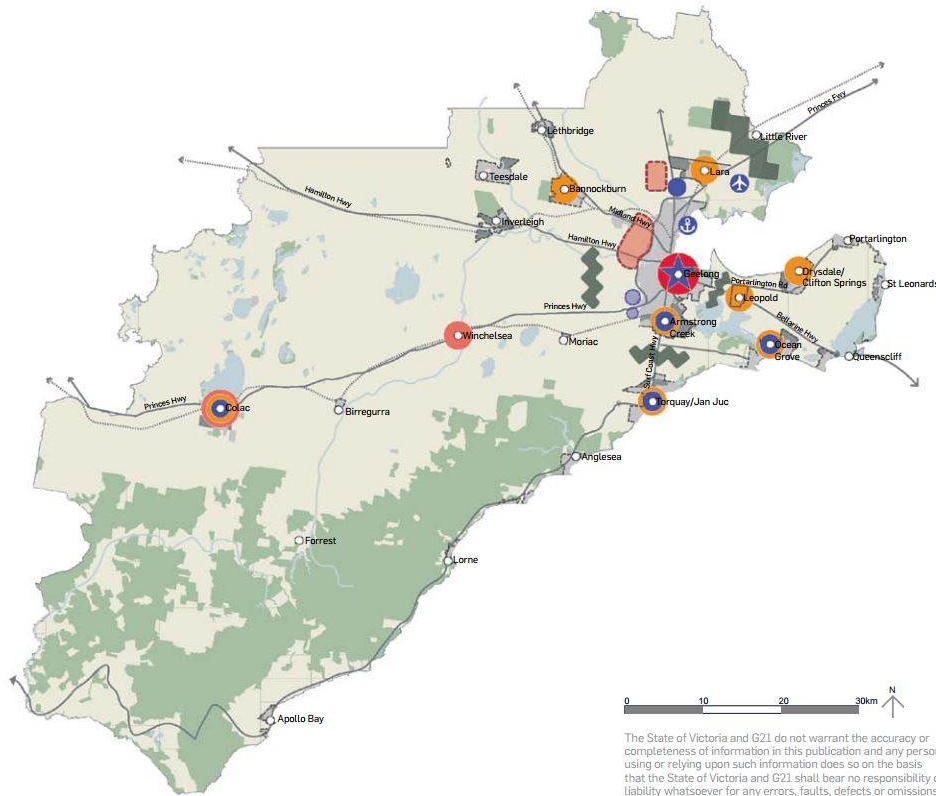 Princes Fwy
Lethbridge
Little River
Teesdale
Bannockburn
Lara
Hamilton Hwy
Midland Hwy
Inverleigh
Hamilton Hwy
Portarlington
Geelong
Drysdale/
Clifton Springs
Portarlington Rd
St Leonards
Leopold
Princes Hwy
Armstrong
Creek
Bellarine Hwy
Winchelsea
Moriac
Ocean
Grove
Queenscliff
Surf Coast Hwy
Princes Hwy
Colac
Birregurra
Torquay/Jan Juc
Anglesea
Forrest
Lorne
Apollo Bay
0 10 20 30km
N
The State of Victoria and G21 do not warrant the accuracy or
completeness of information in this publication and any person
using or relying upon such information does so on the basis
that the State of Victoria and G21 shall bear no responsibility o
liability whatsoever for any errors, faults, defects or omissions